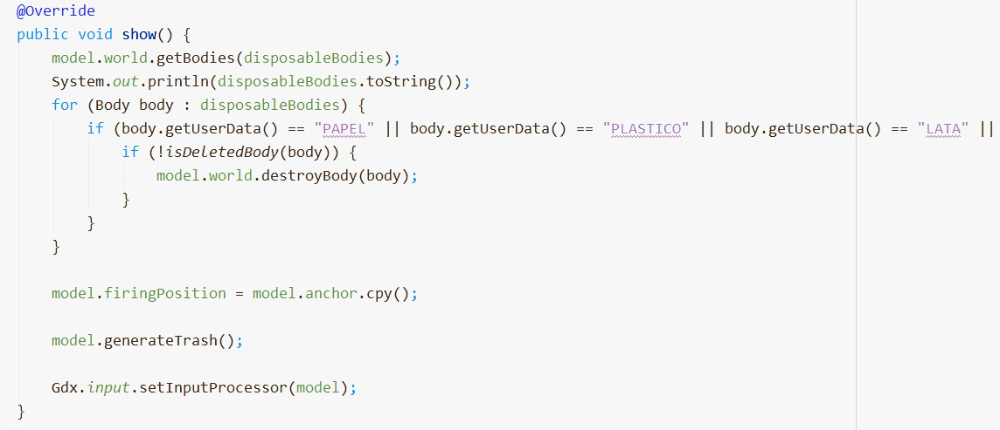 @Override
public void show() {
model.world.getBodies(disposableBodies);
System.out.println(disposableBodies.toString());
for (Body body : disposableBodies) {
if (body.getUserData() == "PAPEL" || body.getUserData() == "PLASTICO" || body.getUserData() == "LATA" ||
if (!isDeletedBody(body)) {
model.world.destroyBody(body);
}
}
}
model.firingPosition = model.anchor.cpy();
model.generateTrash();
Gdx.input.setInputProcessor(model);
}